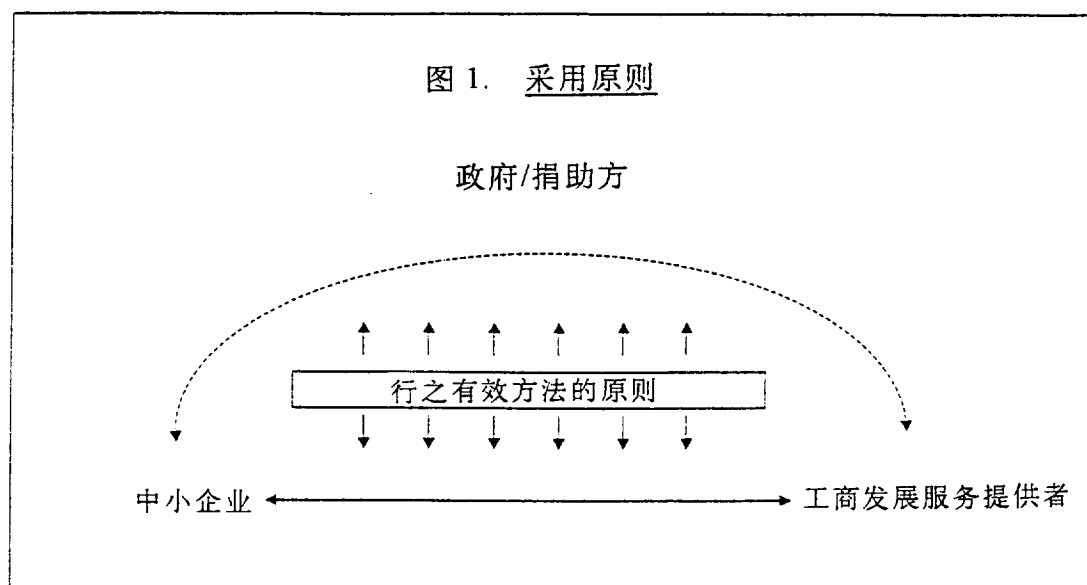 图 1. 采用原则
政府/捐助方
行之有效方法的原则
中小企业
工商发展服务提供者